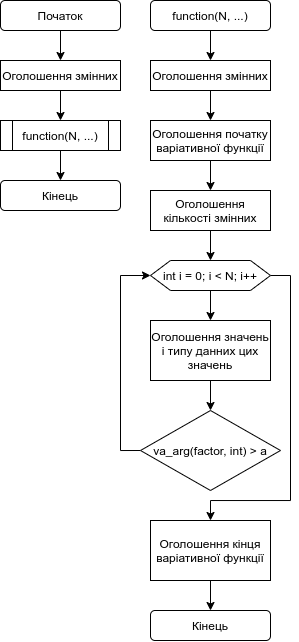 Початок
Оголошення змінних
function(N, ...)
Кінець
function(N, ...)
Оголошення змінних
Оголошення початку
варіативної функції
Оголошення
кількості змінних
int i = 0; i < N; i++
Оголошення значень
і типу данних цих
значень
va_arg(factor, int) > a
Оголошення кінця
варіативної функції
Кінець